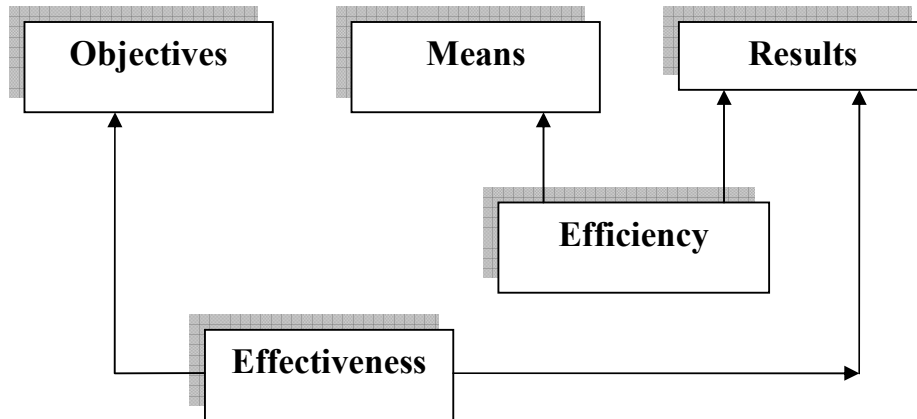 Objectives
Means
Results
Efficiency
Effectiveness